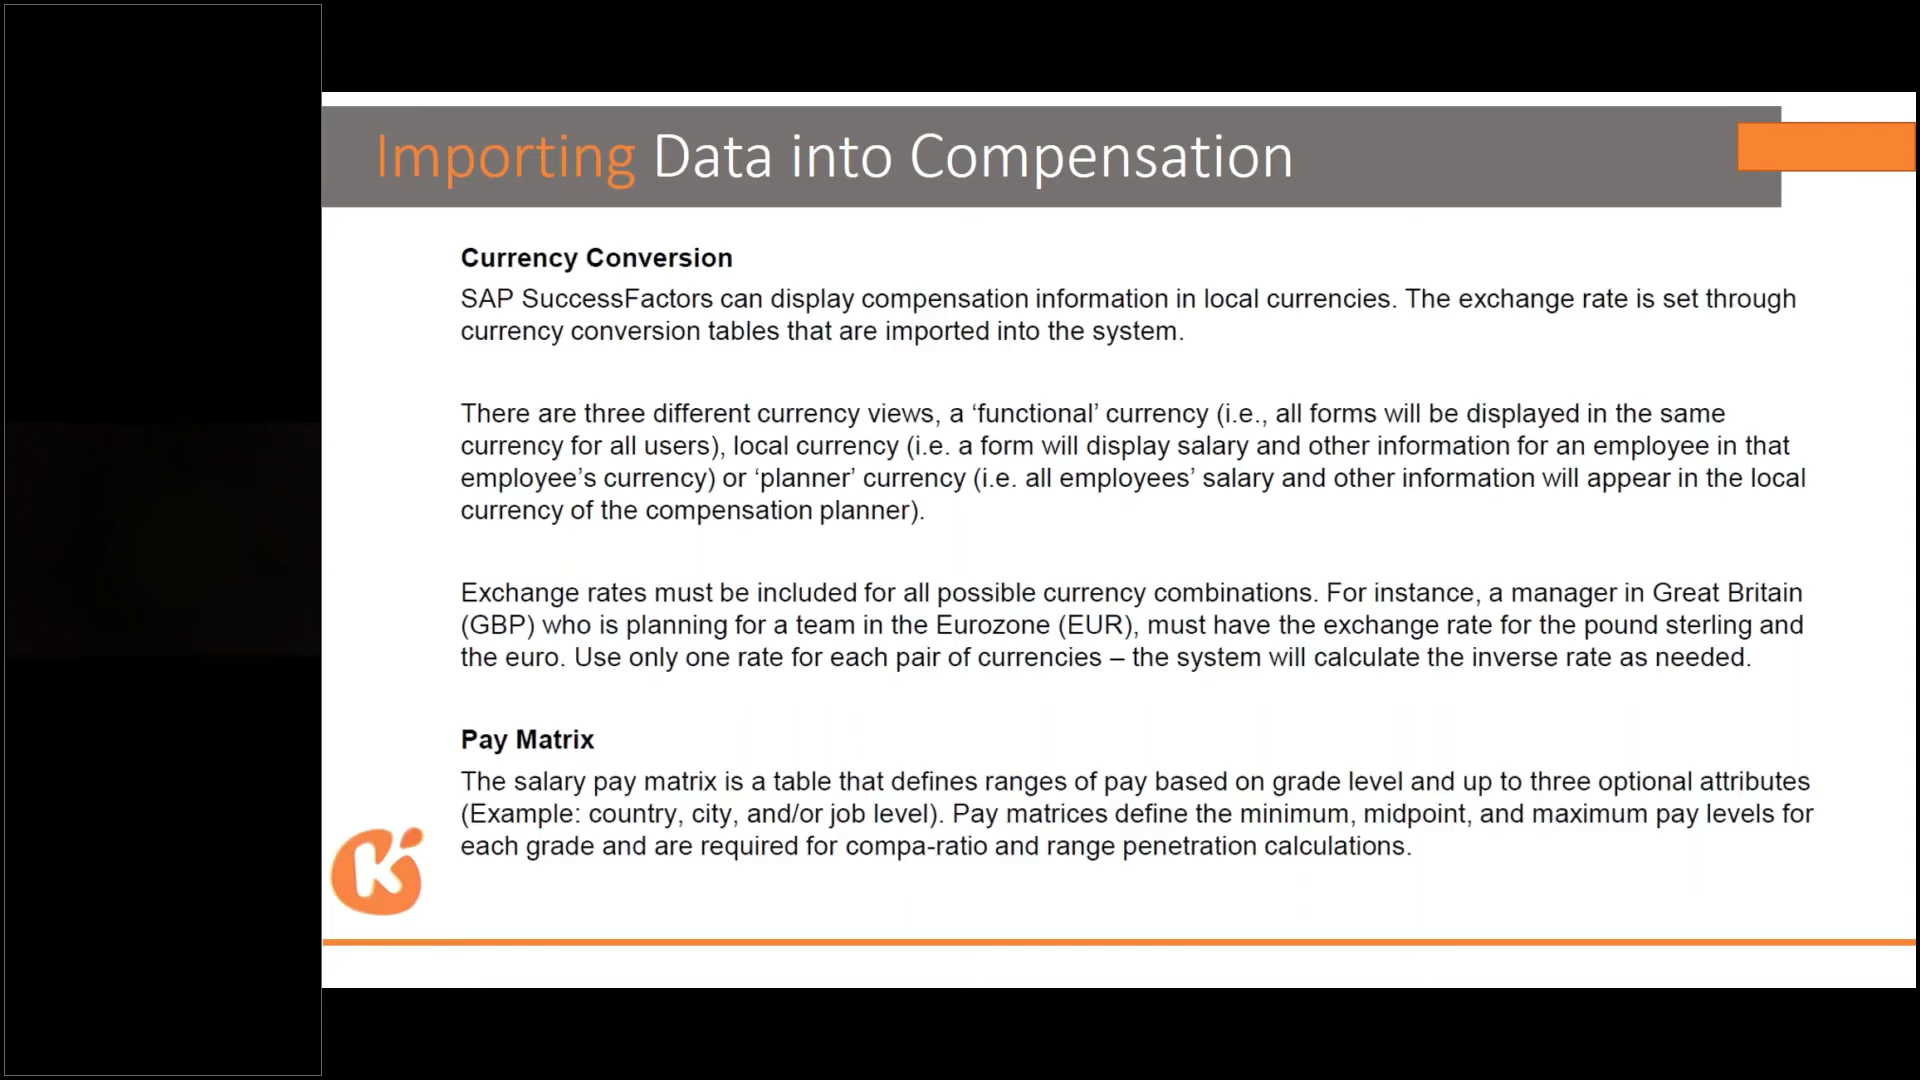 Importing Data into Compensation
Currency Conversion
SAP SuccessFactors can display compensation information in local currencies. The exchange rate is set through
currency conversion tables that are imported into the system.
There are three different currency views, a ‘functional’ currency (i.e., all forms will be displayed in the same
currency for all users), local currency (i.e. a form will display salary and other information for an employee in that
employee’s currency) or ‘planner’ currency (i.e. all employees’ salary and other information will appear in the local
currency of the compensation planner).
Exchange rates must be included for all possible currency combinations. For instance, a manager in Great Britain
(GBP) who is planning for a team in the Eurozone (EUR), must have the exchange rate for the pound sterling and
the euro. Use only one rate for each pair of currencies – the system will calculate the inverse rate as needed.
Pay Matrix
The salary pay matrix is a table that defines ranges of pay based on grade level and up to three optional attributes
(Example: country, city, and/or job level). Pay matrices define the minimum, midpoint, and maximum pay levels for
each grade and are required for compa-ratio and range penetration calculations.
K